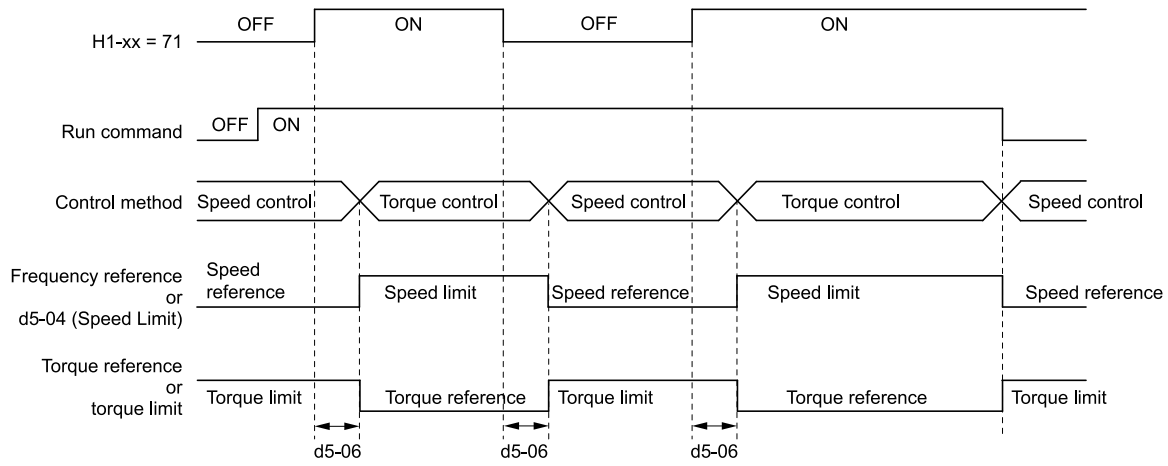 H1-xx = 71
OFF
ON
OFF
ON
Run command
OFF
ON
Control method
Speed control
Torque control
Speed control
Torque control
Speed control
Frequency reference
or
d5-04 (Speed Limit)
Speed
reference
Speed limit
Speed reference
Speed limit
Speed reference
Torque reference
or
torque limit
Torque limit
Torque reference
Torque limit
Torque reference
Torque limit
d5-06
d5-06
d5-06